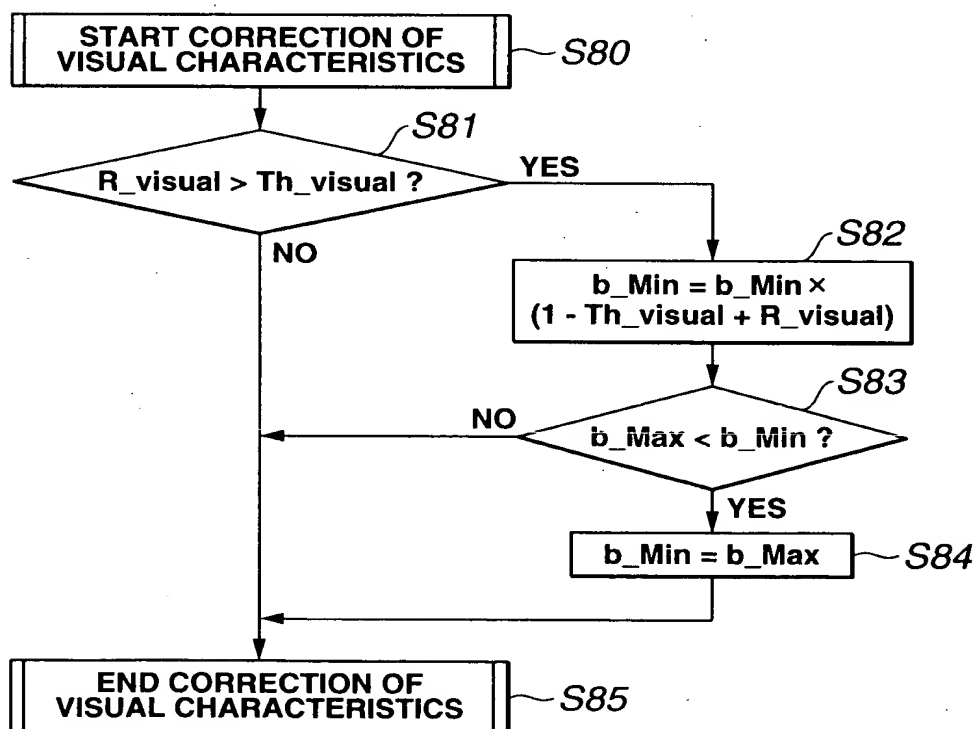 START CORRECTION OF
VISUAL CHARACTERISTICS
S80
S81
R_visual > Th_visual ?
YES
NO
S82
b_Min = b_Min ×
(1 - Th_visual + R_visual)
S83
NO
b_Max < b_Min ?
YES
b_Min = b_Max
S84
END CORRECTION OF
VISUAL CHARACTERISTICS
S85